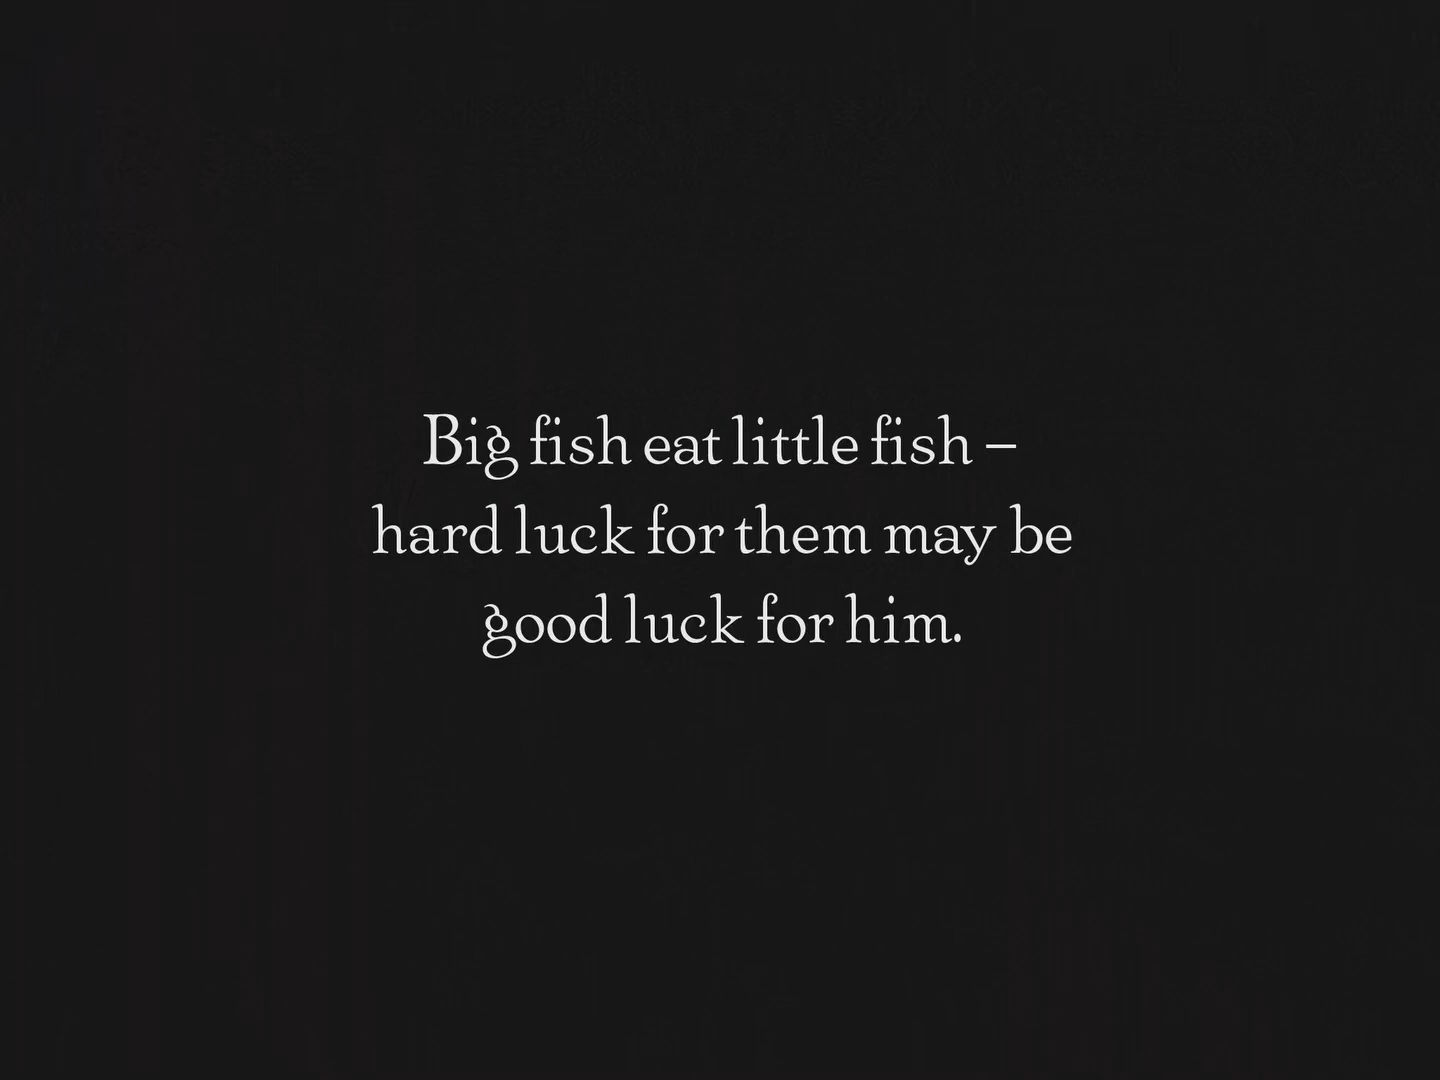 Big fish eat little fish –
hard luck for them may be
good luck for him.